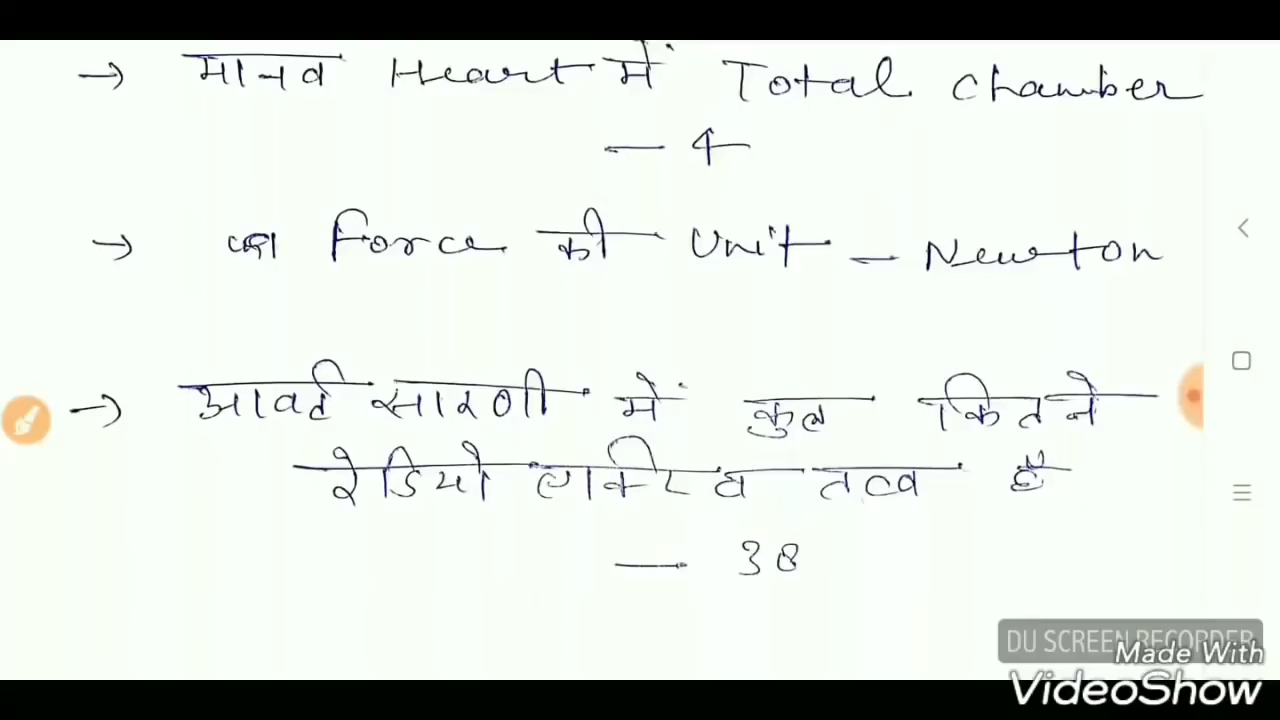 → मानव Heart में Total Chamber
— 4
→ Force की Unit — Newton
→ आवर्त सारणी में कुल कितने
रेडियो एक्टिव तत्व हैं
— 38
DU SCREEN RECORDER
Made With
VideoShow